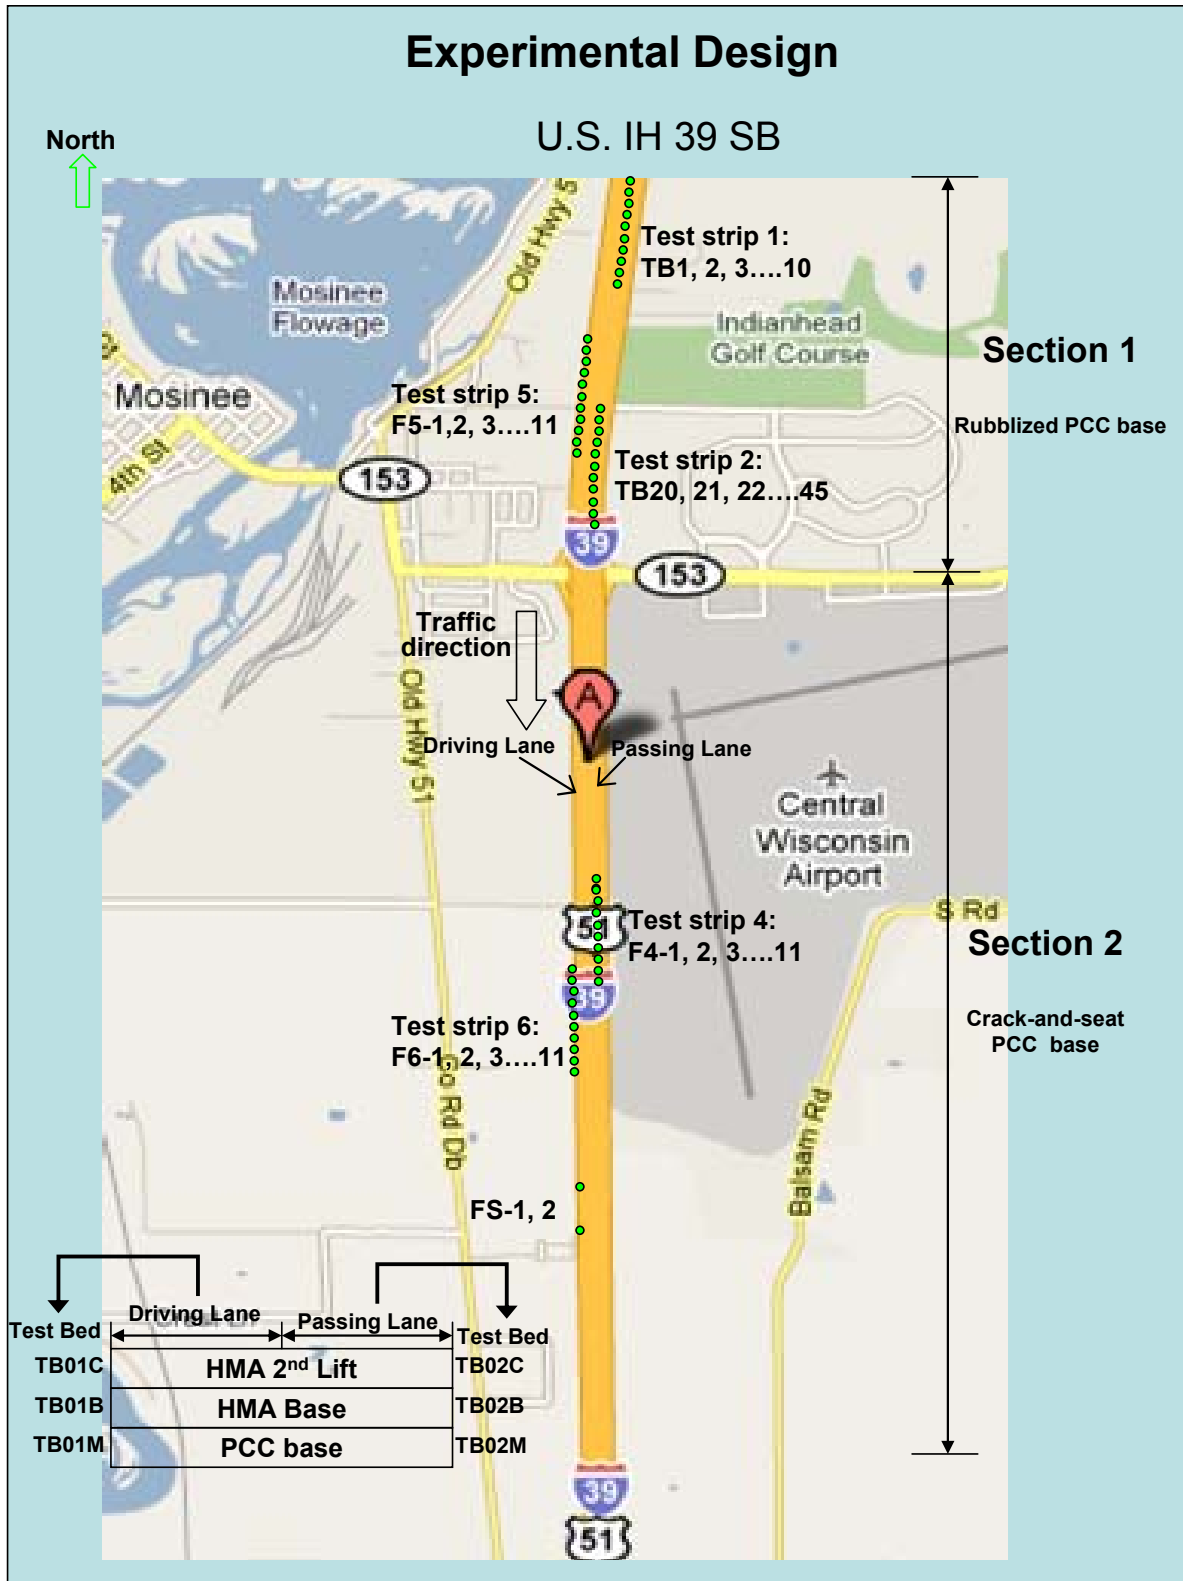 Experimental Design
U.S. IH 39 SB
North
Old Hwy 5
Test strip 1:
TB1, 2, 3....10
Mosinee
Flowage
Indianhead
Golf Course
Section 1
Mosinee
Test strip 5:
F5-1,2, 3....11
Rubblized PCC base
4th St
153
Test strip 2:
TB20, 21, 22....45
39
153
Traffic
direction
Old Hwy 51
A
Driving Lane
Passing Lane
Central
Wisconsin
Airport
S Rd
51
Test strip 4:
F4-1, 2, 3....11
Section 2
39
Test strip 6:
F6-1, 2, 3....11
Crack-and-seat
PCC base
Co Rd Db
Balsam Rd
FS-1, 2
Driving Lane
Passing Lane
Test Bed
Test Bed
TB01C
HMA 2nd Lift
TB02C
TB01B
HMA Base
TB02B
TB01M
PCC base
TB02M
39
51